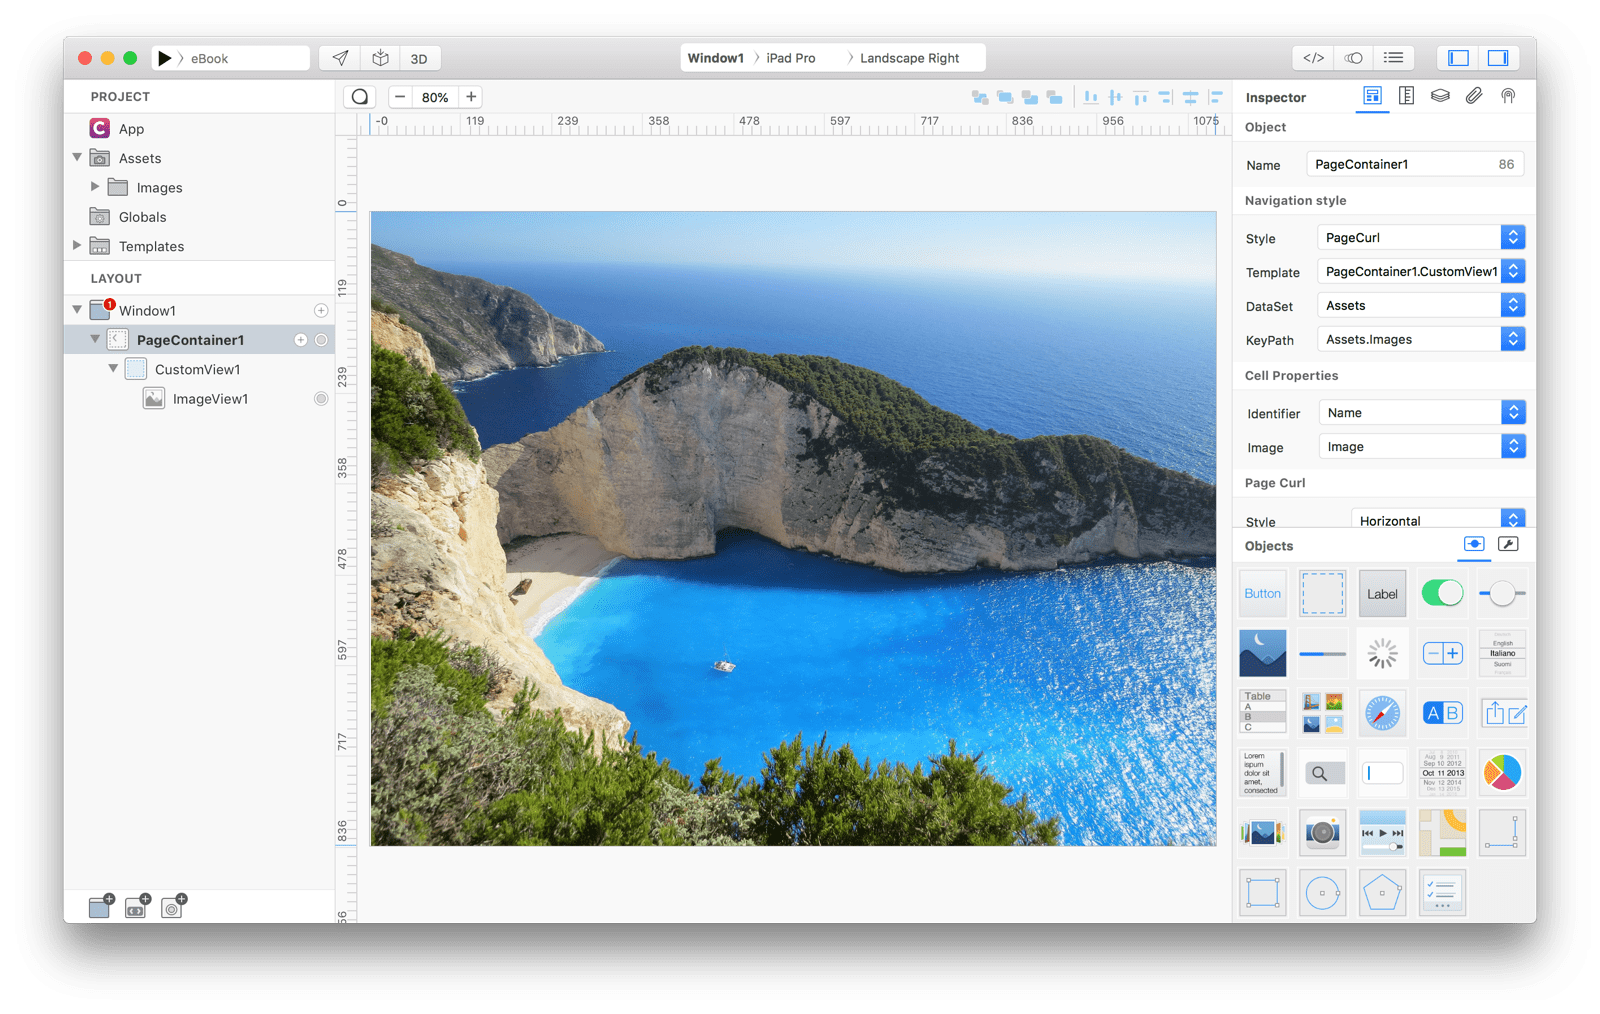 eBook
3D
Window1
iPad Pro
Landscape Right
</>
PROJECT
App
Assets
Images
Globals
Templates
LAYOUT
1
Window1
PageContainer1
CustomView1
ImageView1
80%
-0 119 239 358 478 597 717 836 956 1075
0
119
239
358
478
597
717
836
Inspector
Object
Name PageContainer1 86
Navigation style
Style PageCurl
Template PageContainer1.CustomView1
DataSet Assets
KeyPath Assets.Images
Cell Properties
Identifier Name
Image Image
Page Curl
Style Horizontal
Objects
Button
Label
English
Italiano
Suomi
Table
A
B
C
A B
Lorem
ispum
dolor sit
amet,
consected
Aug 9 2011
Sep 10 2012
Oct 11 2013
Nov 12 2014
Dec 13 2015